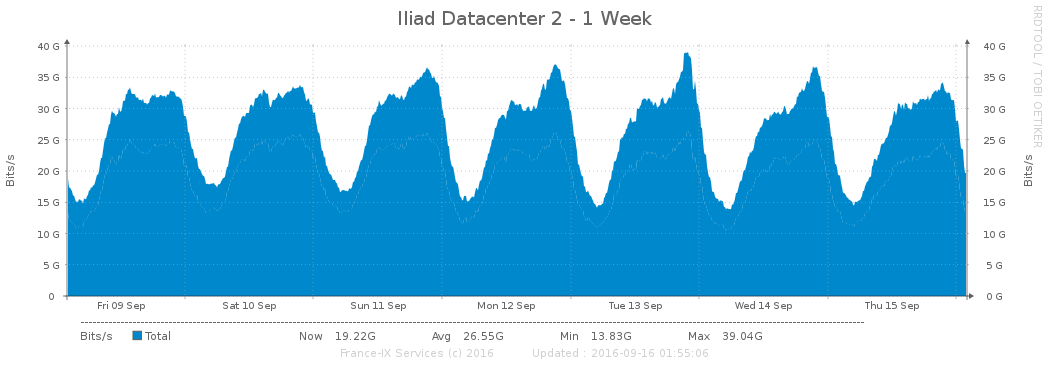 Iliad Datacenter 2 - 1 Week
RRDTOOL / TOBI OETIKER
Bits/s
40 G 40 G
35 G 35 G
30 G 30 G
25 G 25 G
20 G 20 G
15 G 15 G
10 G 10 G
5 G 5 G
0 0 G
Bits/s
Fri 09 Sep Sat 10 Sep Sun 11 Sep Mon 12 Sep Tue 13 Sep Wed 14 Sep Thu 15 Sep
Bits/s Total Now 19.22G Avg 26.55G Min 13.83G Max 39.04G
France-IX Services (c) 2016 Updated : 2016-09-16 01:55:06